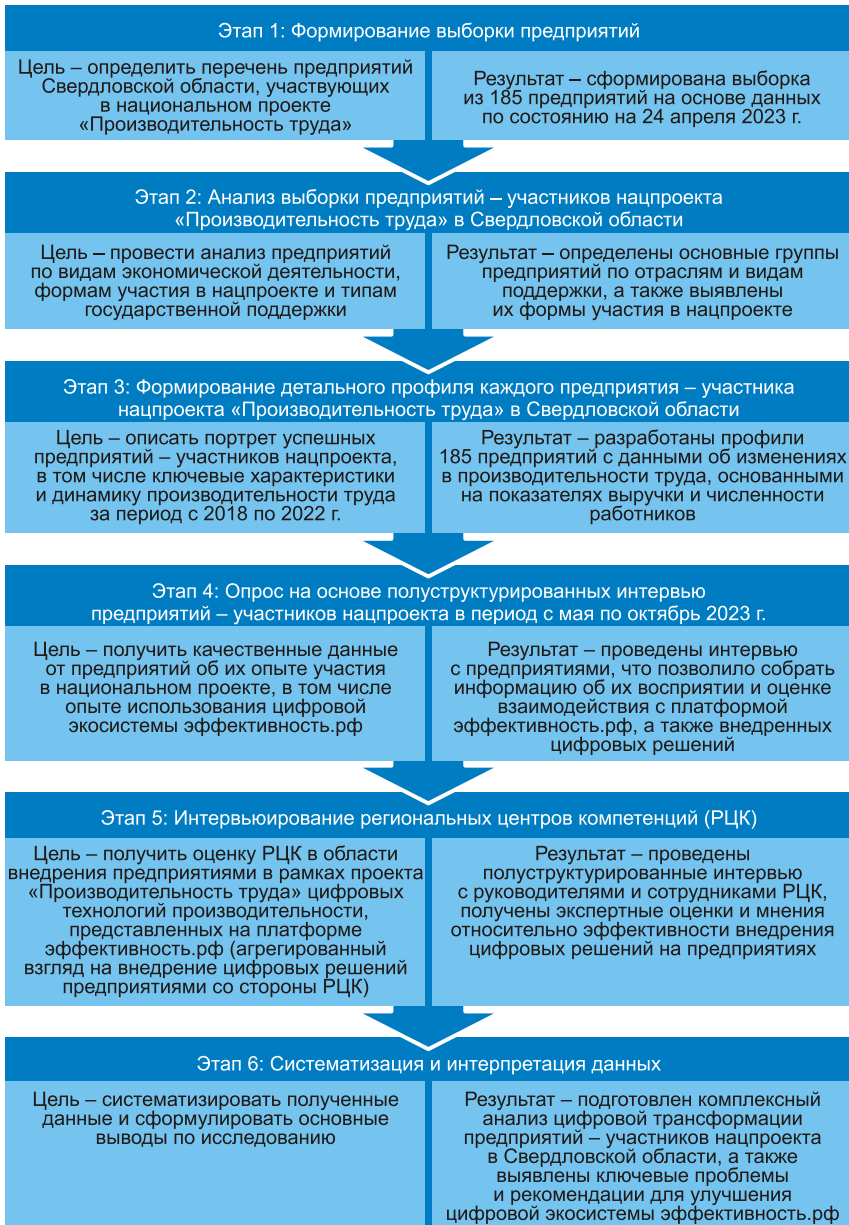 Этап 1: Формирование выборки предприятий
Цель – определить перечень предприятий
Свердловской области, участвующих
в национальном проекте
«Производительность труда»
Результат – сформирована выборка
из 185 предприятий на основе данных
по состоянию на 24 апреля 2023 г.
Этап 2: Анализ выборки предприятий – участников нацпроекта
«Производительность труда» в Свердловской области
Цель – провести анализ предприятий
по видам экономической деятельности,
формам участия в нацпроекте и типам
государственной поддержки
Результат – определены основные группы
предприятий по отраслям и видам
поддержки, а также выявлены
их формы участия в нацпроекте
Этап 3: Формирование детального профиля каждого предприятия – участника
нацпроекта «Производительность труда» в Свердловской области
Цель – описать портрет успешных
предприятий – участников нацпроекта,
в том числе ключевые характеристики
и динамику производительности труда
за период с 2018 по 2022 г.
Результат – разработаны профили
185 предприятий с данными об изменениях
в производительности труда, основанными
на показателях выручки и численности
работников
Этап 4: Опрос на основе полуструктурированных интервью
предприятий – участников нацпроекта в период с мая по октябрь 2023 г.
Цель – получить качественные данные
от предприятий об их опыте участия
в национальном проекте, в том числе
опыте использования цифровой
экосистемы эффективность.рф
Результат – проведены интервью
с предприятиями, что позволило собрать
информацию об их восприятии и оценке
взаимодействия с платформой
эффективность.рф, а также внедренных
цифровых решений
Этап 5: Интервьюирование региональных центров компетенций (РЦК)
Цель – получить оценку РЦК в области
внедрения предприятиями в рамках проекта
«Производительность труда» цифровых
технологий производительности,
представленных на платформе
эффективность.рф (агрегированный
взгляд на внедрение цифровых решений
предприятиями со стороны РЦК)
Результат – проведены
полуструктурированные интервью
с руководителями и сотрудниками РЦК,
получены экспертные оценки и мнения
относительно эффективности внедрения
цифровых решений на предприятиях
Этап 6: Систематизация и интерпретация данных
Цель – систематизировать полученные
данные и сформулировать основные
выводы по исследованию
Результат – подготовлен комплексный
анализ цифровой трансформации
предприятий – участников нацпроекта
в Свердловской области, а также
выявлены ключевые проблемы
и рекомендации для улучшения
цифровой экосистемы эффективность.рф